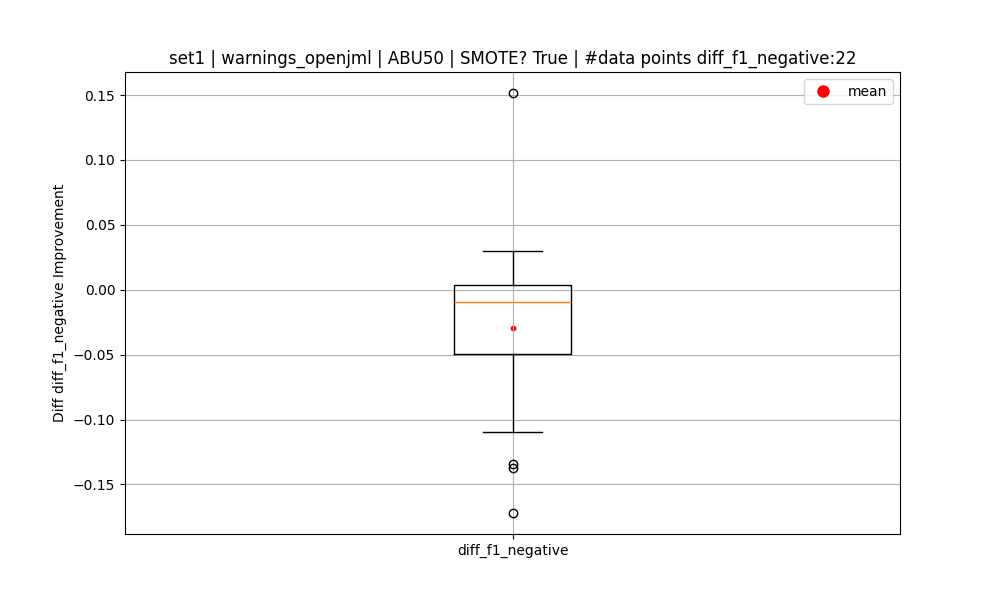 set1 | warnings_openjml | ABU50 | SMOTE? True | #data points diff_f1_negative:22
mean
Diff diff_f1_negative Improvement
0.15
0.10
0.05
0.00
−0.05
−0.10
−0.15
diff_f1_negative